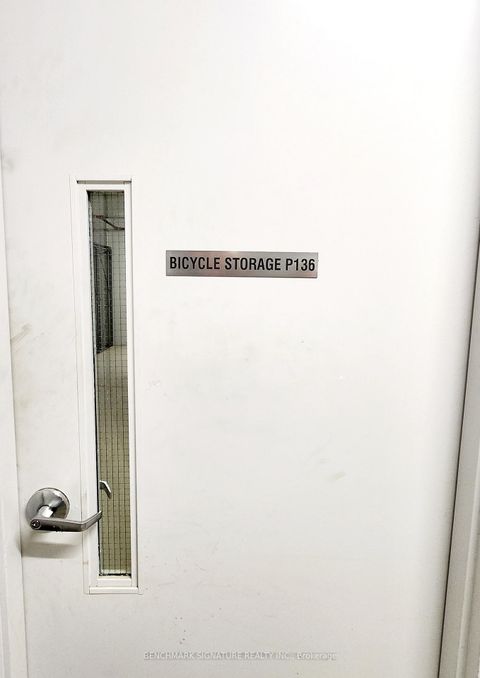 BICYCLE STORAGE P136
BENCHMARK SIGNATURE REALTY INC., Brokerage